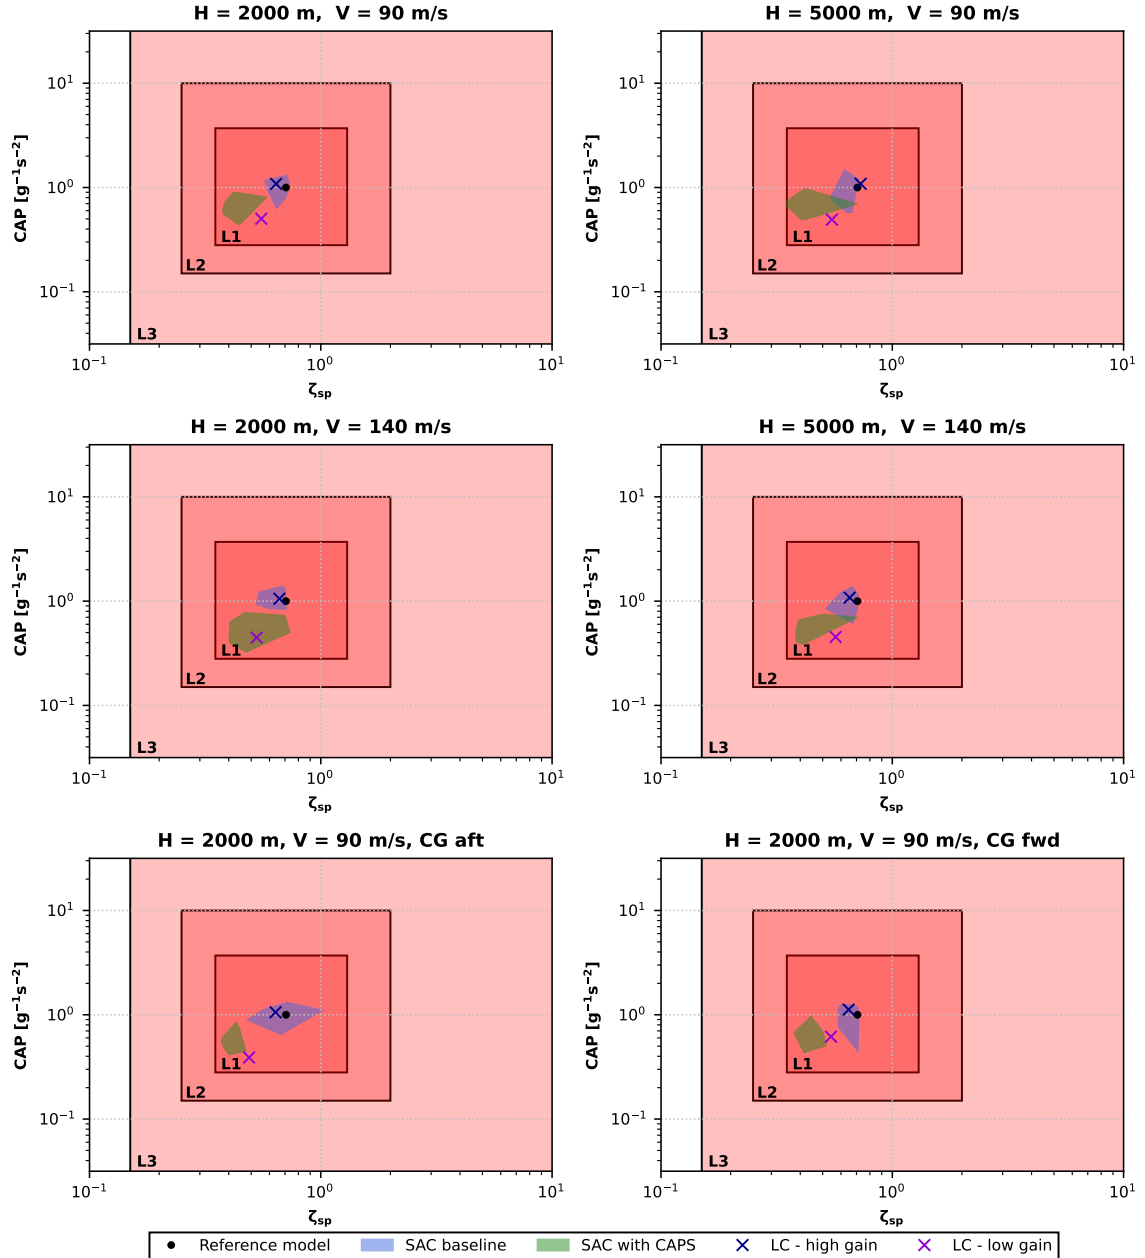 H = 2000 m, V = 90 m/s
CAP [g⁻¹s⁻²]
10¹
10⁰
10⁻¹
L1
L2
L3
10⁻¹ 10⁰ 10¹
ζsp
H = 5000 m, V = 90 m/s
CAP [g⁻¹s⁻²]
10¹
10⁰
10⁻¹
L1
L2
L3
10⁻¹ 10⁰ 10¹
ζsp
H = 2000 m, V = 140 m/s
CAP [g⁻¹s⁻²]
10¹
10⁰
10⁻¹
L1
L2
L3
10⁻¹ 10⁰ 10¹
ζsp
H = 5000 m, V = 140 m/s
CAP [g⁻¹s⁻²]
10¹
10⁰
10⁻¹
L1
L2
L3
10⁻¹ 10⁰ 10¹
ζsp
H = 2000 m, V = 90 m/s, CG aft
CAP [g⁻¹s⁻²]
10¹
10⁰
10⁻¹
L1
L2
L3
10⁻¹ 10⁰ 10¹
ζsp
H = 2000 m, V = 90 m/s, CG fwd
CAP [g⁻¹s⁻²]
10¹
10⁰
10⁻¹
L1
L2
L3
10⁻¹ 10⁰ 10¹
ζsp
Reference model SAC baseline SAC with CAPS LC - high gain LC - low gain